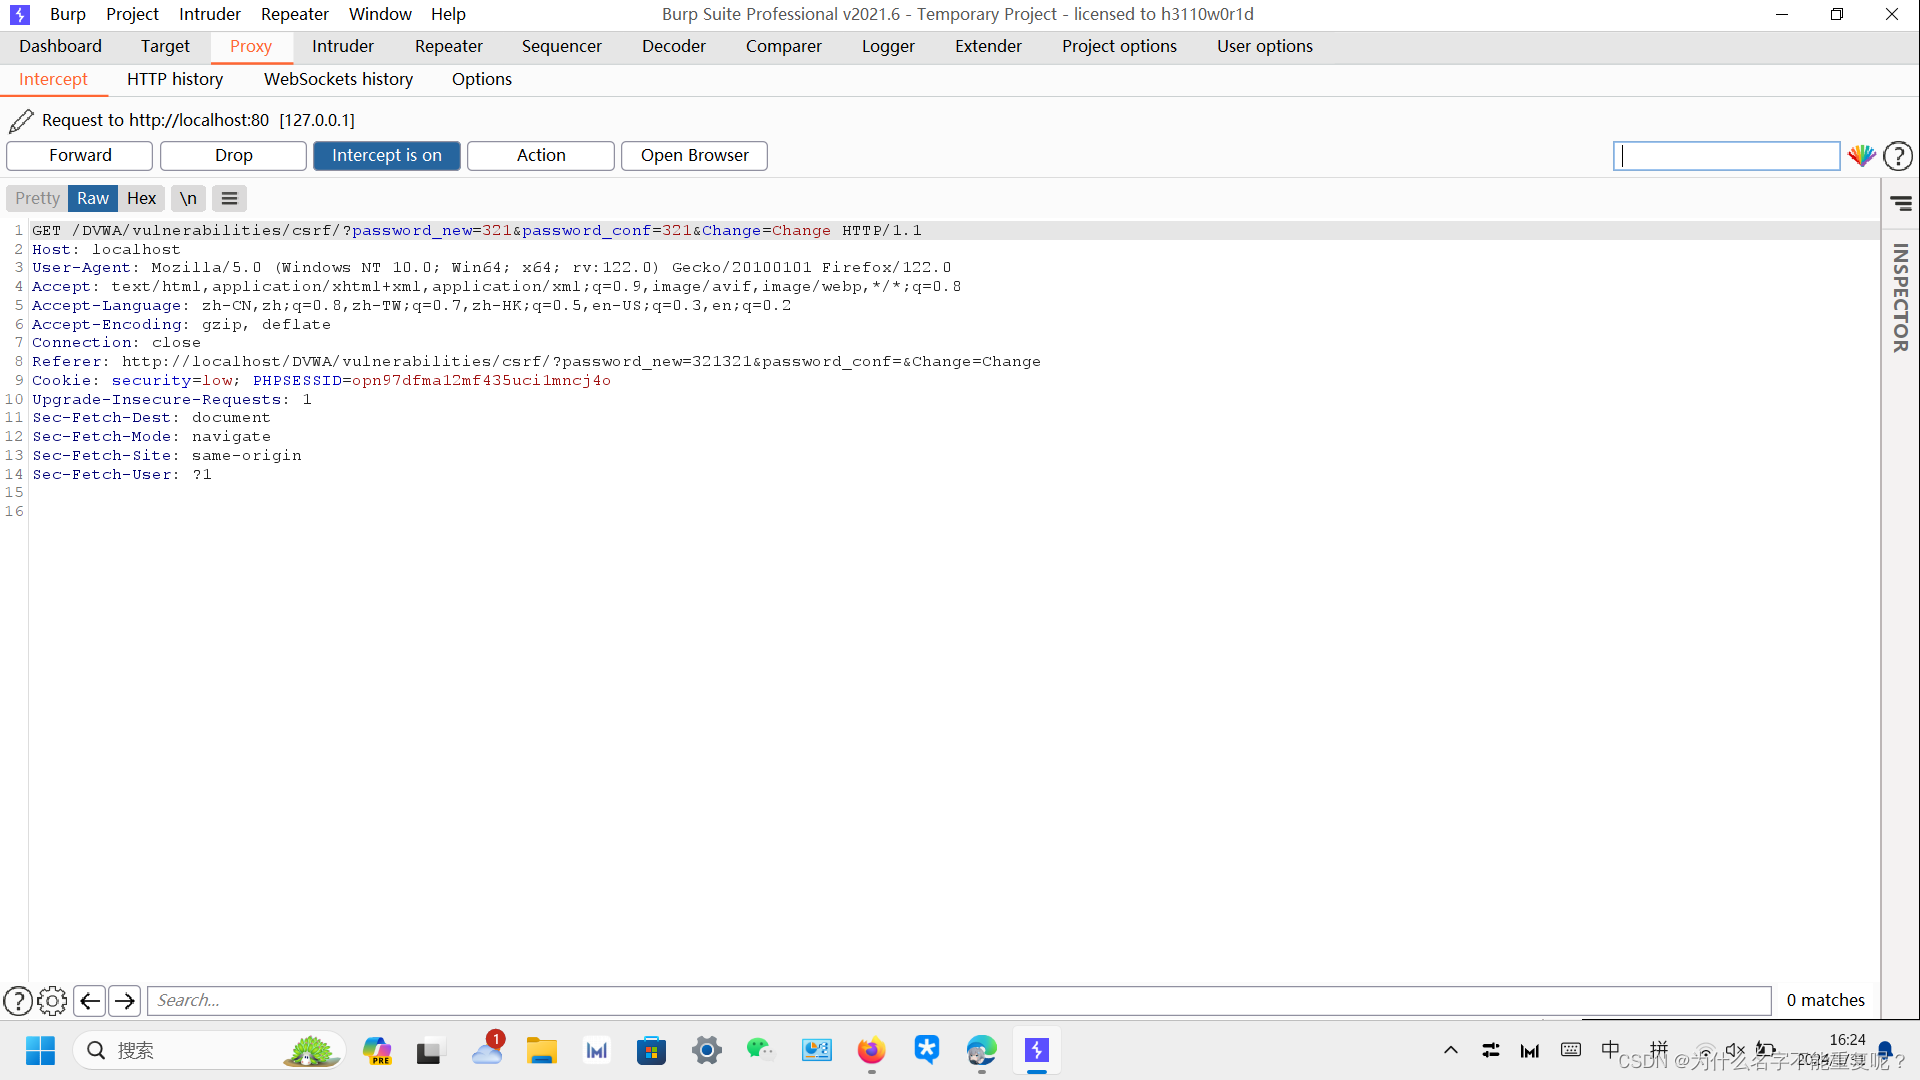 Burp Project Intruder Repeater Window Help
Burp Suite Professional v2021.6 - Temporary Project - licensed to h3110w0r1d
Dashboard Target Proxy Intruder Repeater Sequencer Decoder Comparer Logger Extender Project options User options
Intercept HTTP history WebSockets history Options
Request to http://localhost:80 [127.0.0.1]
Forward Drop Intercept is on Action Open Browser
Pretty Raw Hex \n
INSPECTOR
1 GET /DVWA/vulnerabilities/csrf/?password_new=321&password_conf=321&Change=Change HTTP/1.1
2 Host: localhost
3 User-Agent: Mozilla/5.0 (Windows NT 10.0; Win64; x64; rv:122.0) Gecko/20100101 Firefox/122.0
4 Accept: text/html,application/xhtml+xml,application/xml;q=0.9,image/avif,image/webp,*/*;q=0.8
5 Accept-Language: zh-CN,zh;q=0.8,zh-TW;q=0.7,zh-HK;q=0.5,en-US;q=0.3,en;q=0.2
6 Accept-Encoding: gzip, deflate
7 Connection: close
8 Referer: http://localhost/DVWA/vulnerabilities/csrf/?password_new=321321&password_conf=&Change=Change
9 Cookie: security=low; PHPSESSID=opn97dfma12mf435uci1mncj4o
10 Upgrade-Insecure-Requests: 1
11 Sec-Fetch-Dest: document
12 Sec-Fetch-Mode: navigate
13 Sec-Fetch-Site: same-origin
14 Sec-Fetch-User: ?1
15
16
Search...
0 matches
搜索
PRE
1
中
拼
16:24
CSDN @为什么名字不能重复呢？